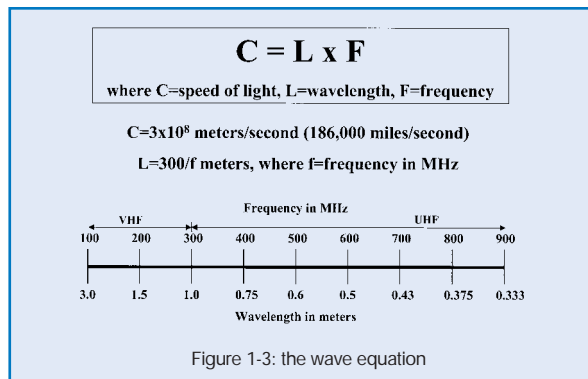 C = L x F
where C=speed of light, L=wavelength, F=frequency
C=3x10⁸ meters/second (186,000 miles/second)
L=300/f meters, where f=frequency in MHz
Frequency in MHz
VHF UHF
100 200 300 400 500 600 700 800 900
3.0 1.5 1.0 0.75 0.6 0.5 0.43 0.375 0.333
Wavelength in meters
Figure 1-3: the wave equation